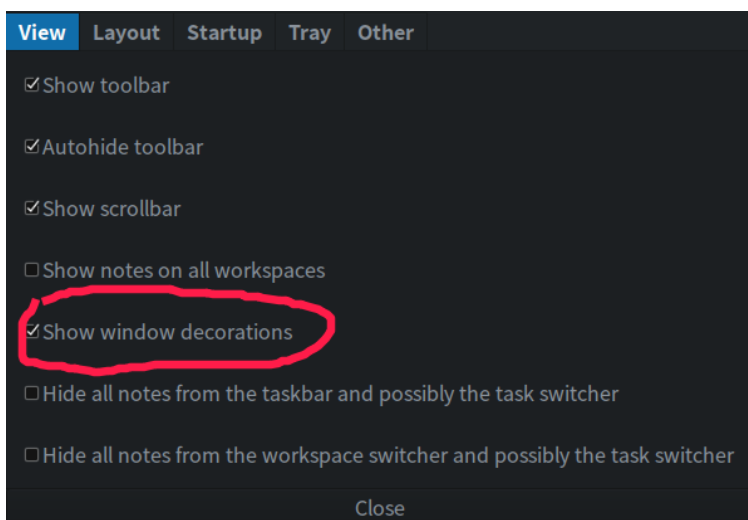 View Layout Startup Tray Other
Show toolbar
Autohide toolbar
Show scrollbar
Show notes on all workspaces
Show window decorations
Hide all notes from the taskbar and possibly the task switcher
Hide all notes from the workspace switcher and possibly the task switcher
Close